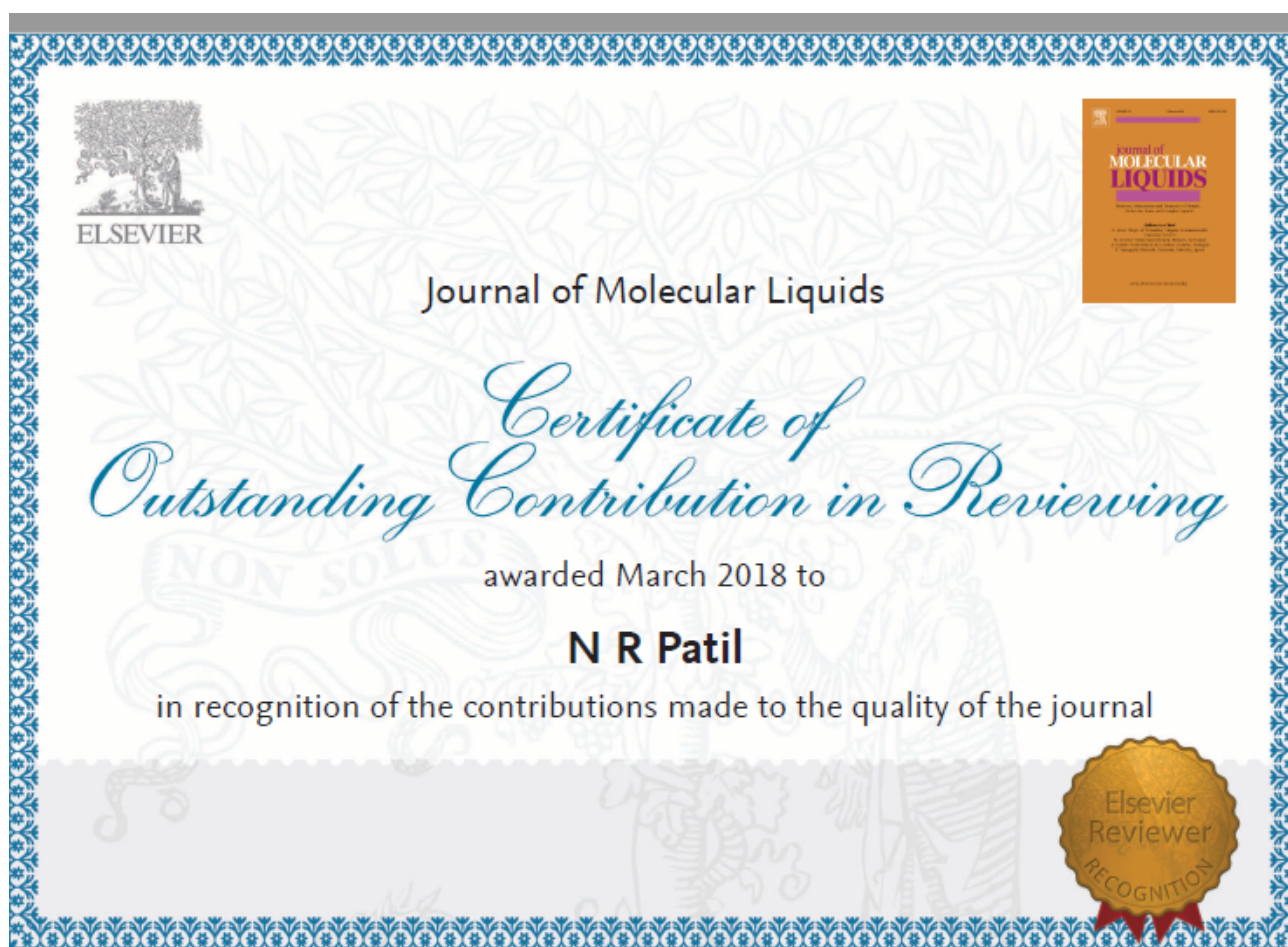 ELSEVIER
journal of
MOLECULAR
LIQUIDS
Journal of Molecular Liquids
Certificate of
Outstanding Contribution in Reviewing
NON SOLUS
awarded March 2018 to
N R Patil
in recognition of the contributions made to the quality of the journal
Elsevier
Reviewer
RECOGNITION